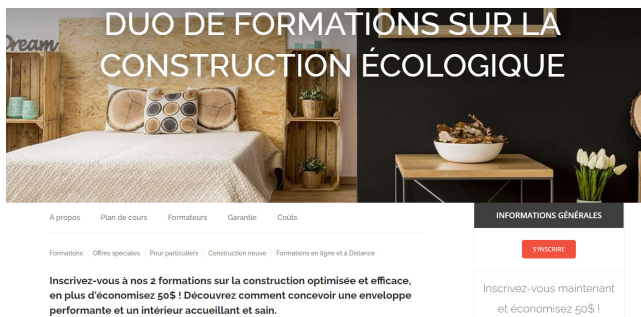 Dream
DUO DE FORMATIONS SUR LA
CONSTRUCTION ÉCOLOGIQUE
À propos Plan de cours Formateurs Garantie Coûts
Formations Offres spéciales Pour particuliers Construction neuve Formations en ligne et à Distance
Inscrivez-vous à nos 2 formations sur la construction optimisée et efficace,
en plus d'économisez 50$ ! Découvrez comment concevoir une enveloppe
performante et un intérieur accueillant et sain.
INFORMATIONS GÉNÉRALES
S'INSCRIRE
Inscrivez-vous maintenant
et économisez 50$ !